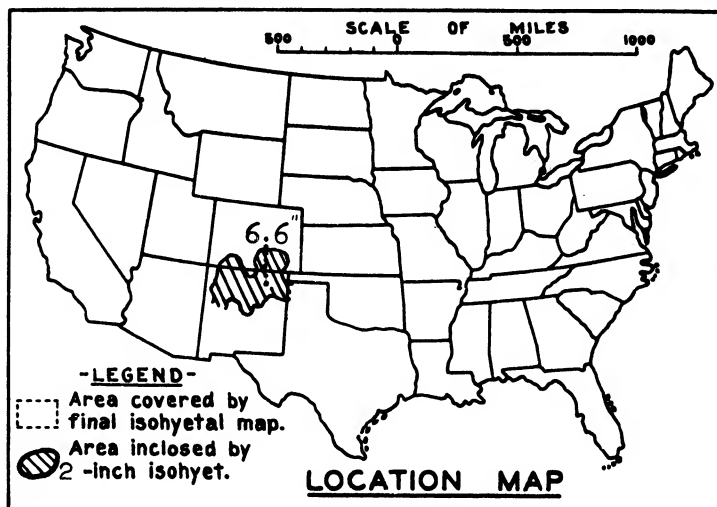 SCALE OF MILES
500 0 500 1000
6.6"
-LEGEND-
Area covered by
final isohyetal map.
Area inclosed by
2 -inch isohyet.
LOCATION MAP